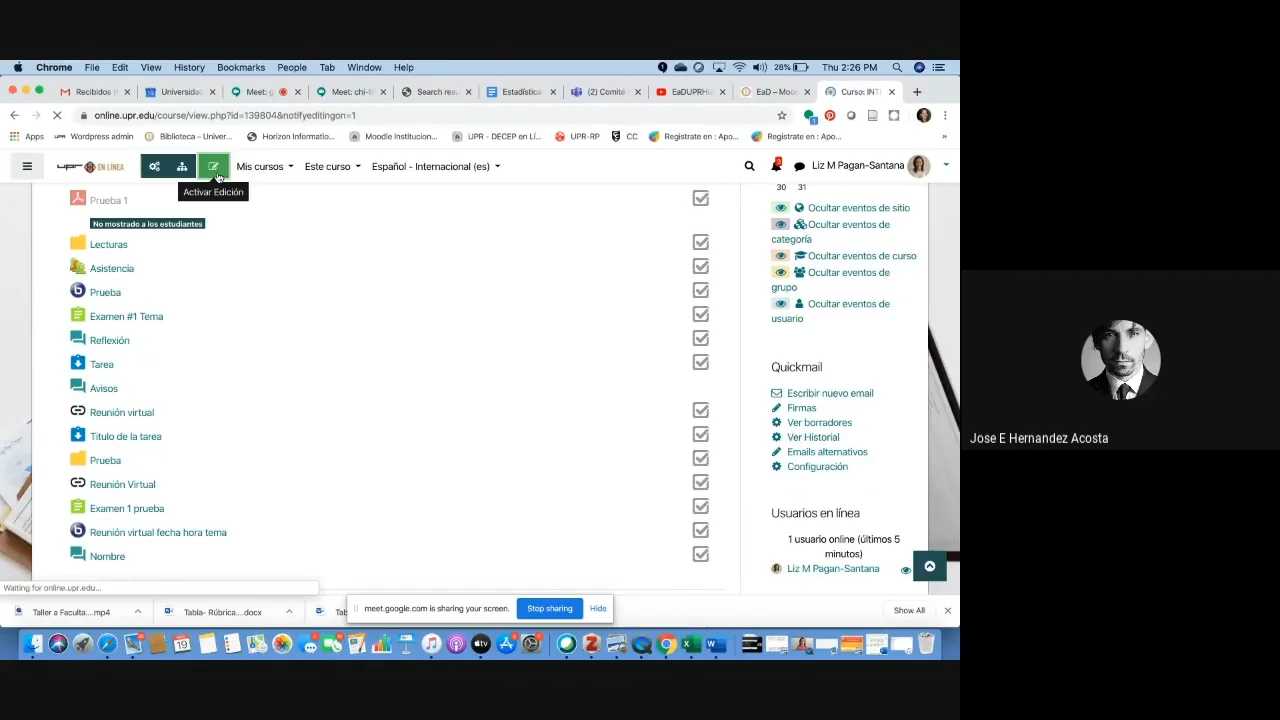 Chrome File Edit View History Bookmarks People Tab Window Help 28% Thu 2:26 PM
Recibidos ( Universidad Meet: g Meet: chi-t Search resu Estadística (2) Comité EaDUPRHu EaD – Moo Curso: INT
online.upr.edu/course/view.php?id=139804&notifyeditingon=1
Apps Wordpress admin Biblioteca – Univer... Horizon Informatio... Moodle Institucion... UPR - DECEP en Lí... UPR-RP CC Registrate en : Apo... Registrate en : Apo... »
upr EN LÍNEA Mis cursos Este curso Español - Internacional (es) Liz M Pagan-Santana
Activar Edición
Prueba 1
No mostrado a los estudiantes
Lecturas
Asistencia
Prueba
Examen #1 Tema
Reflexión
Tarea
Avisos
Reunión virtual
Titulo de la tarea
Prueba
Reunión Virtual
Examen 1 prueba
Reunión virtual fecha hora tema
Nombre
30 31
Ocultar eventos de sitio
Ocultar eventos de
categoría
Ocultar eventos de curso
Ocultar eventos de
grupo
Ocultar eventos de
usuario
Quickmail
Escribir nuevo email
Firmas
Ver borradores
Ver Historial
Emails alternativos
Configuración
Usuarios en línea
1 usuario online (últimos 5
minutos)
Liz M Pagan-Santana
Waiting for online.upr.edu...
Taller a Faculta....mp4 Tabla- Rúbrica....docx Tab meet.google.com is sharing your screen. Stop sharing Hide Show All
Jose E Hernandez Acosta